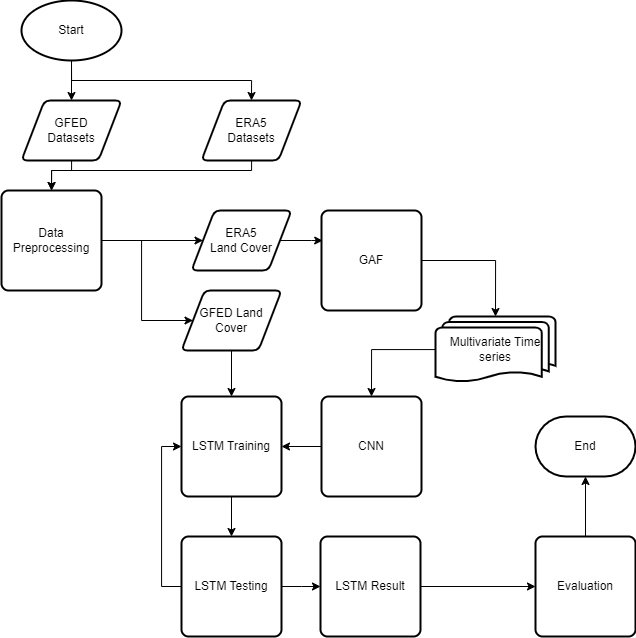 Start
GFED
Datasets
ERA5
Datasets
Data
Preprocessing
ERA5
Land Cover
GAF
GFED Land
Cover
Multivariate Time
series
LSTM Training
CNN
End
LSTM Testing
LSTM Result
Evaluation